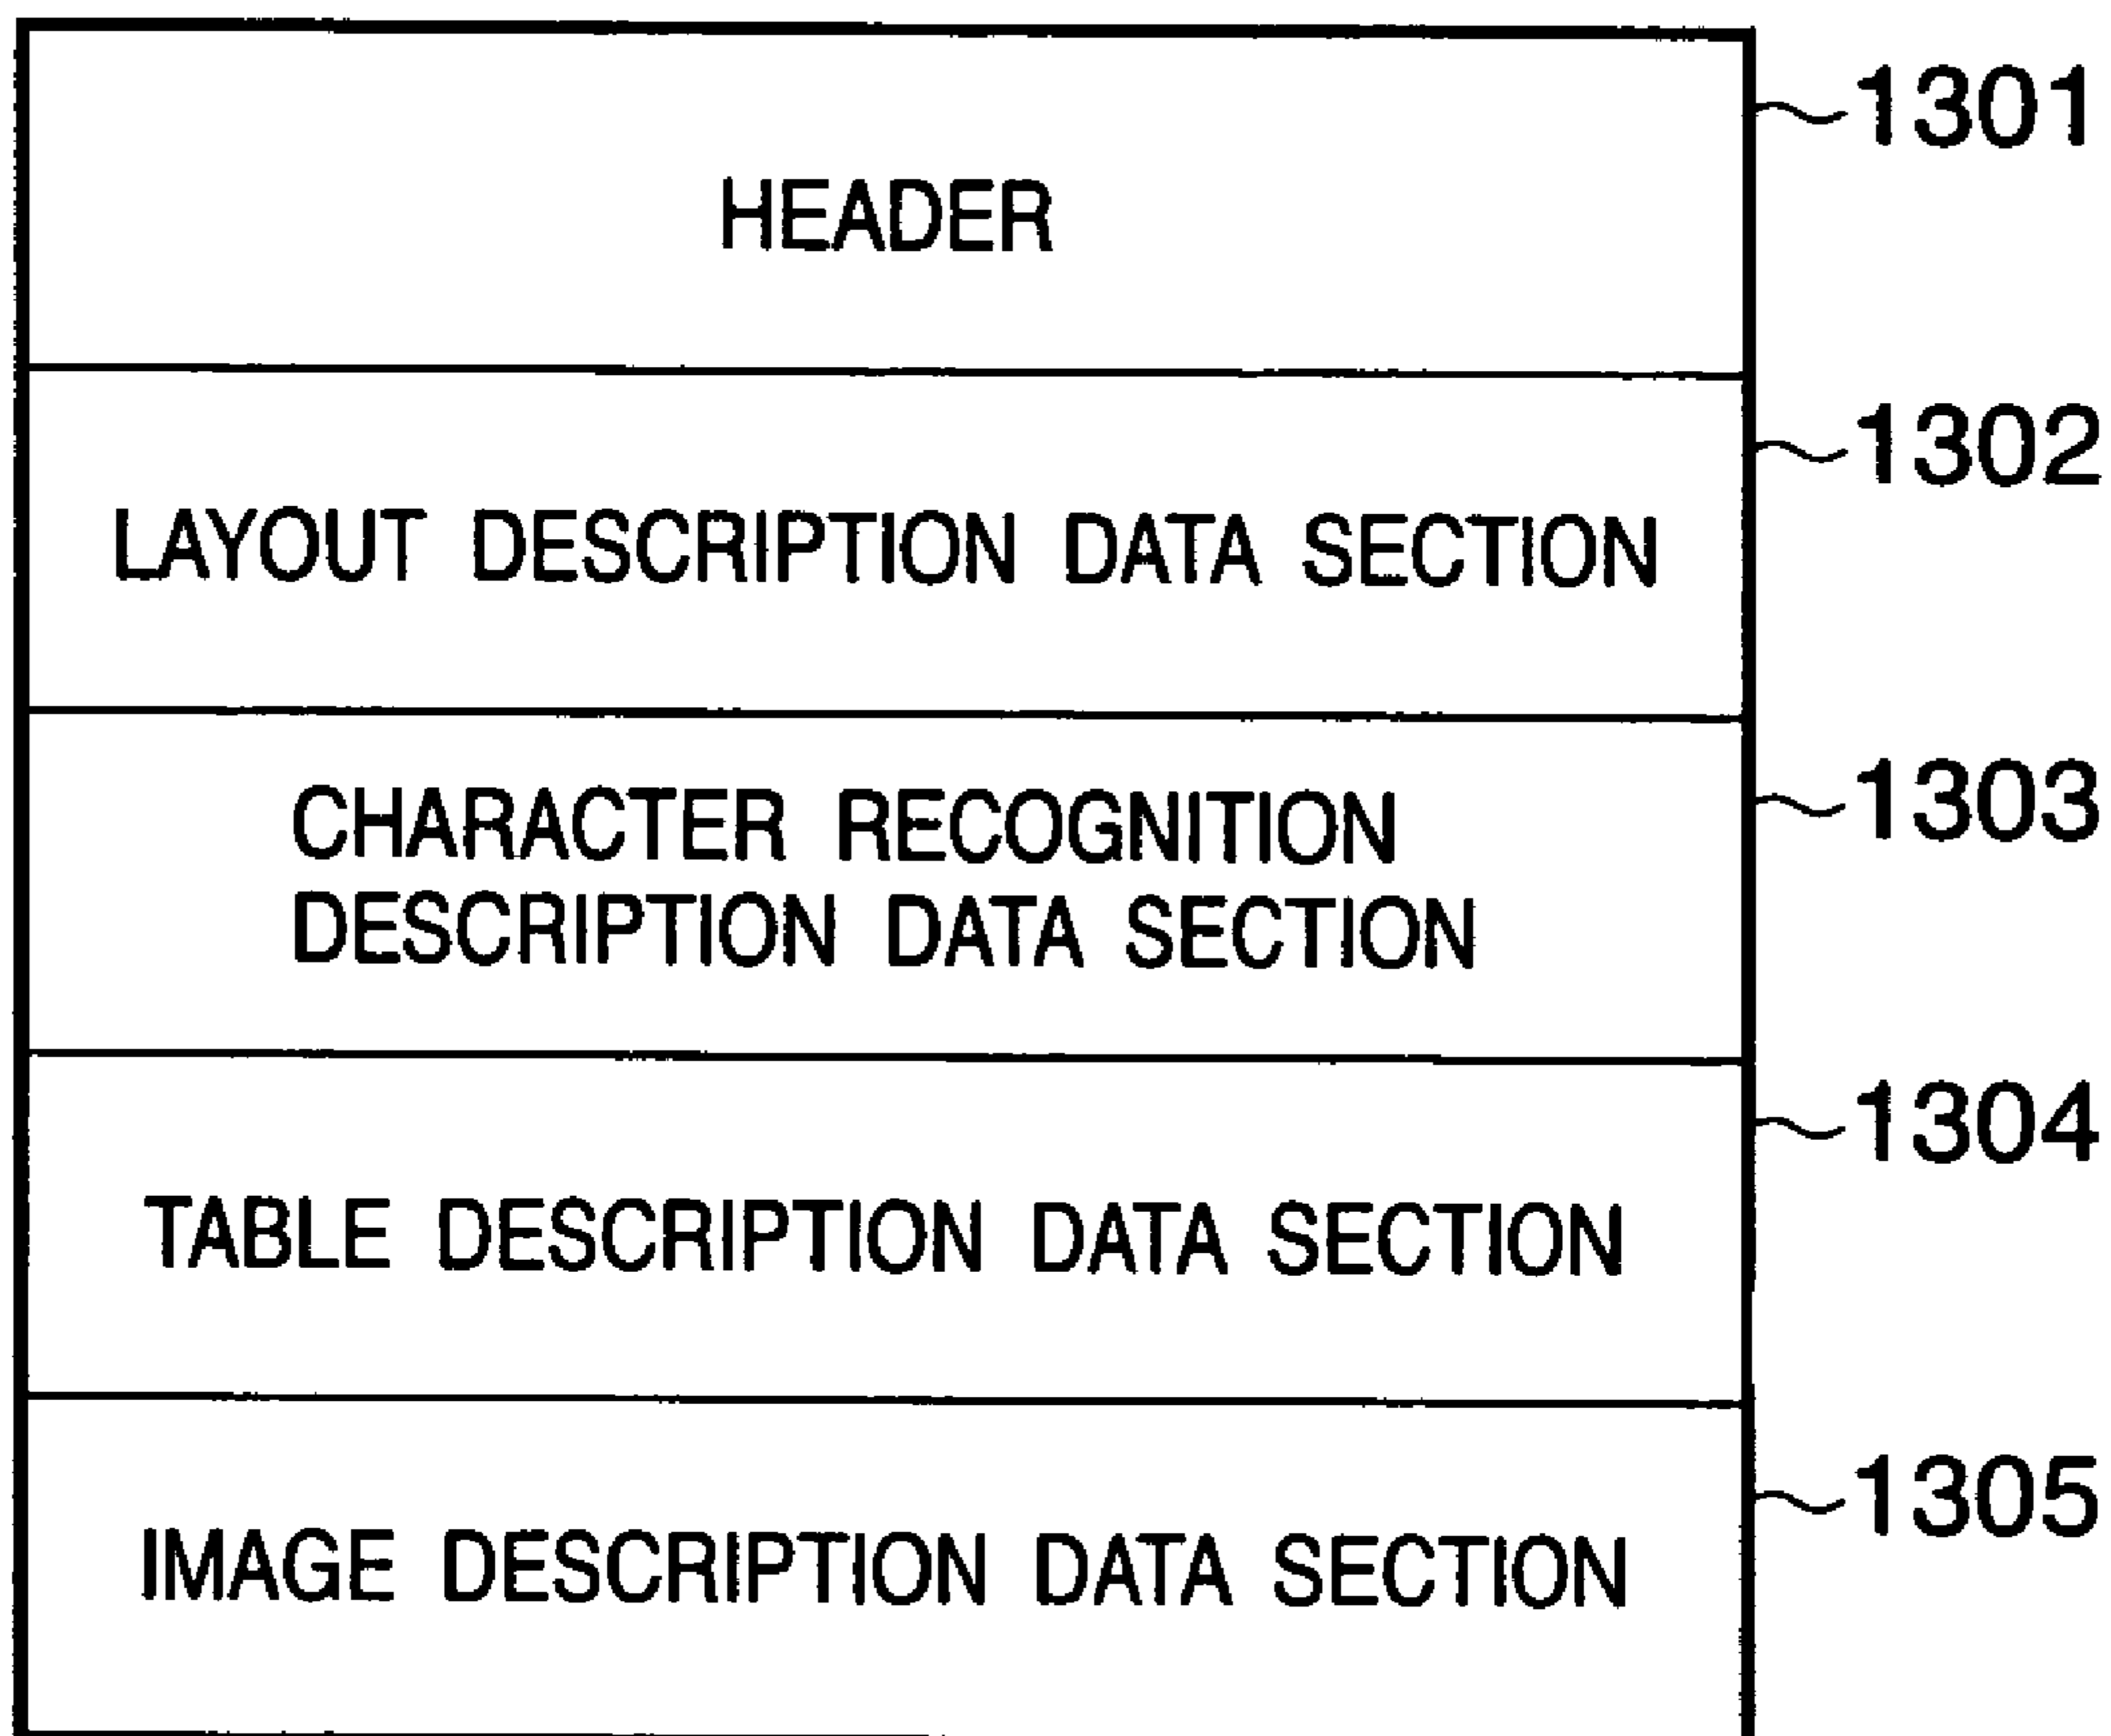 1301
HEADER
1302
LAYOUT DESCRIPTION DATA SECTION
1303
CHARACTER RECOGNITION
DESCRIPTION DATA SECTION
1304
TABLE DESCRIPTION DATA SECTION
1305
IMAGE DESCRIPTION DATA SECTION